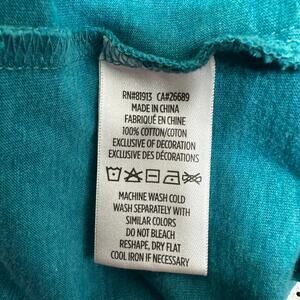 RN#81913 CA#26689
MADE IN CHINA
FABRIQUÉ EN CHINE
100% COTTON/COTON
EXCLUSIVE OF DECORATION
EXCLUSIVE DES DÉCORATIONS
MACHINE WASH COLD
WASH SEPARATELY WITH
SIMILAR COLORS
DO NOT BLEACH
RESHAPE, DRY FLAT
COOL IRON IF NECESSARY